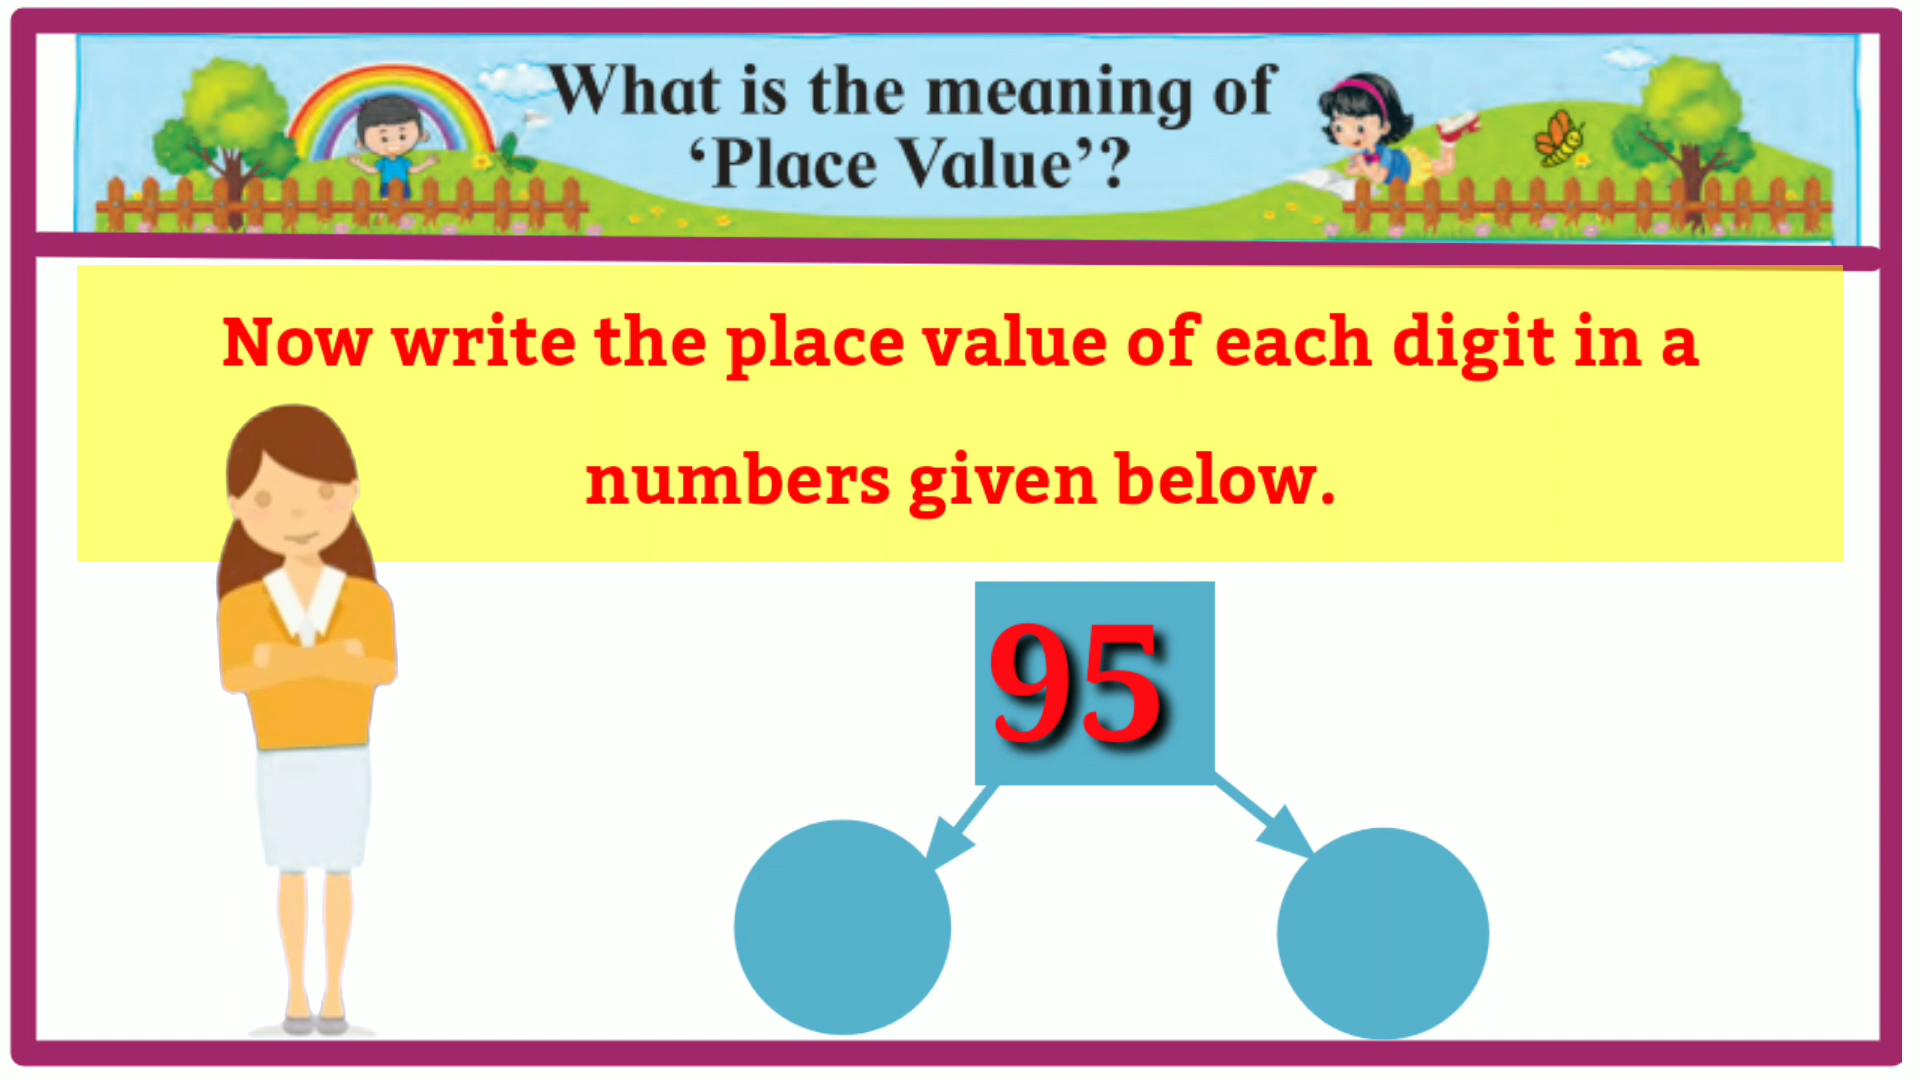 What is the meaning of
‘Place Value’?
Now write the place value of each digit in a
numbers given below.
95